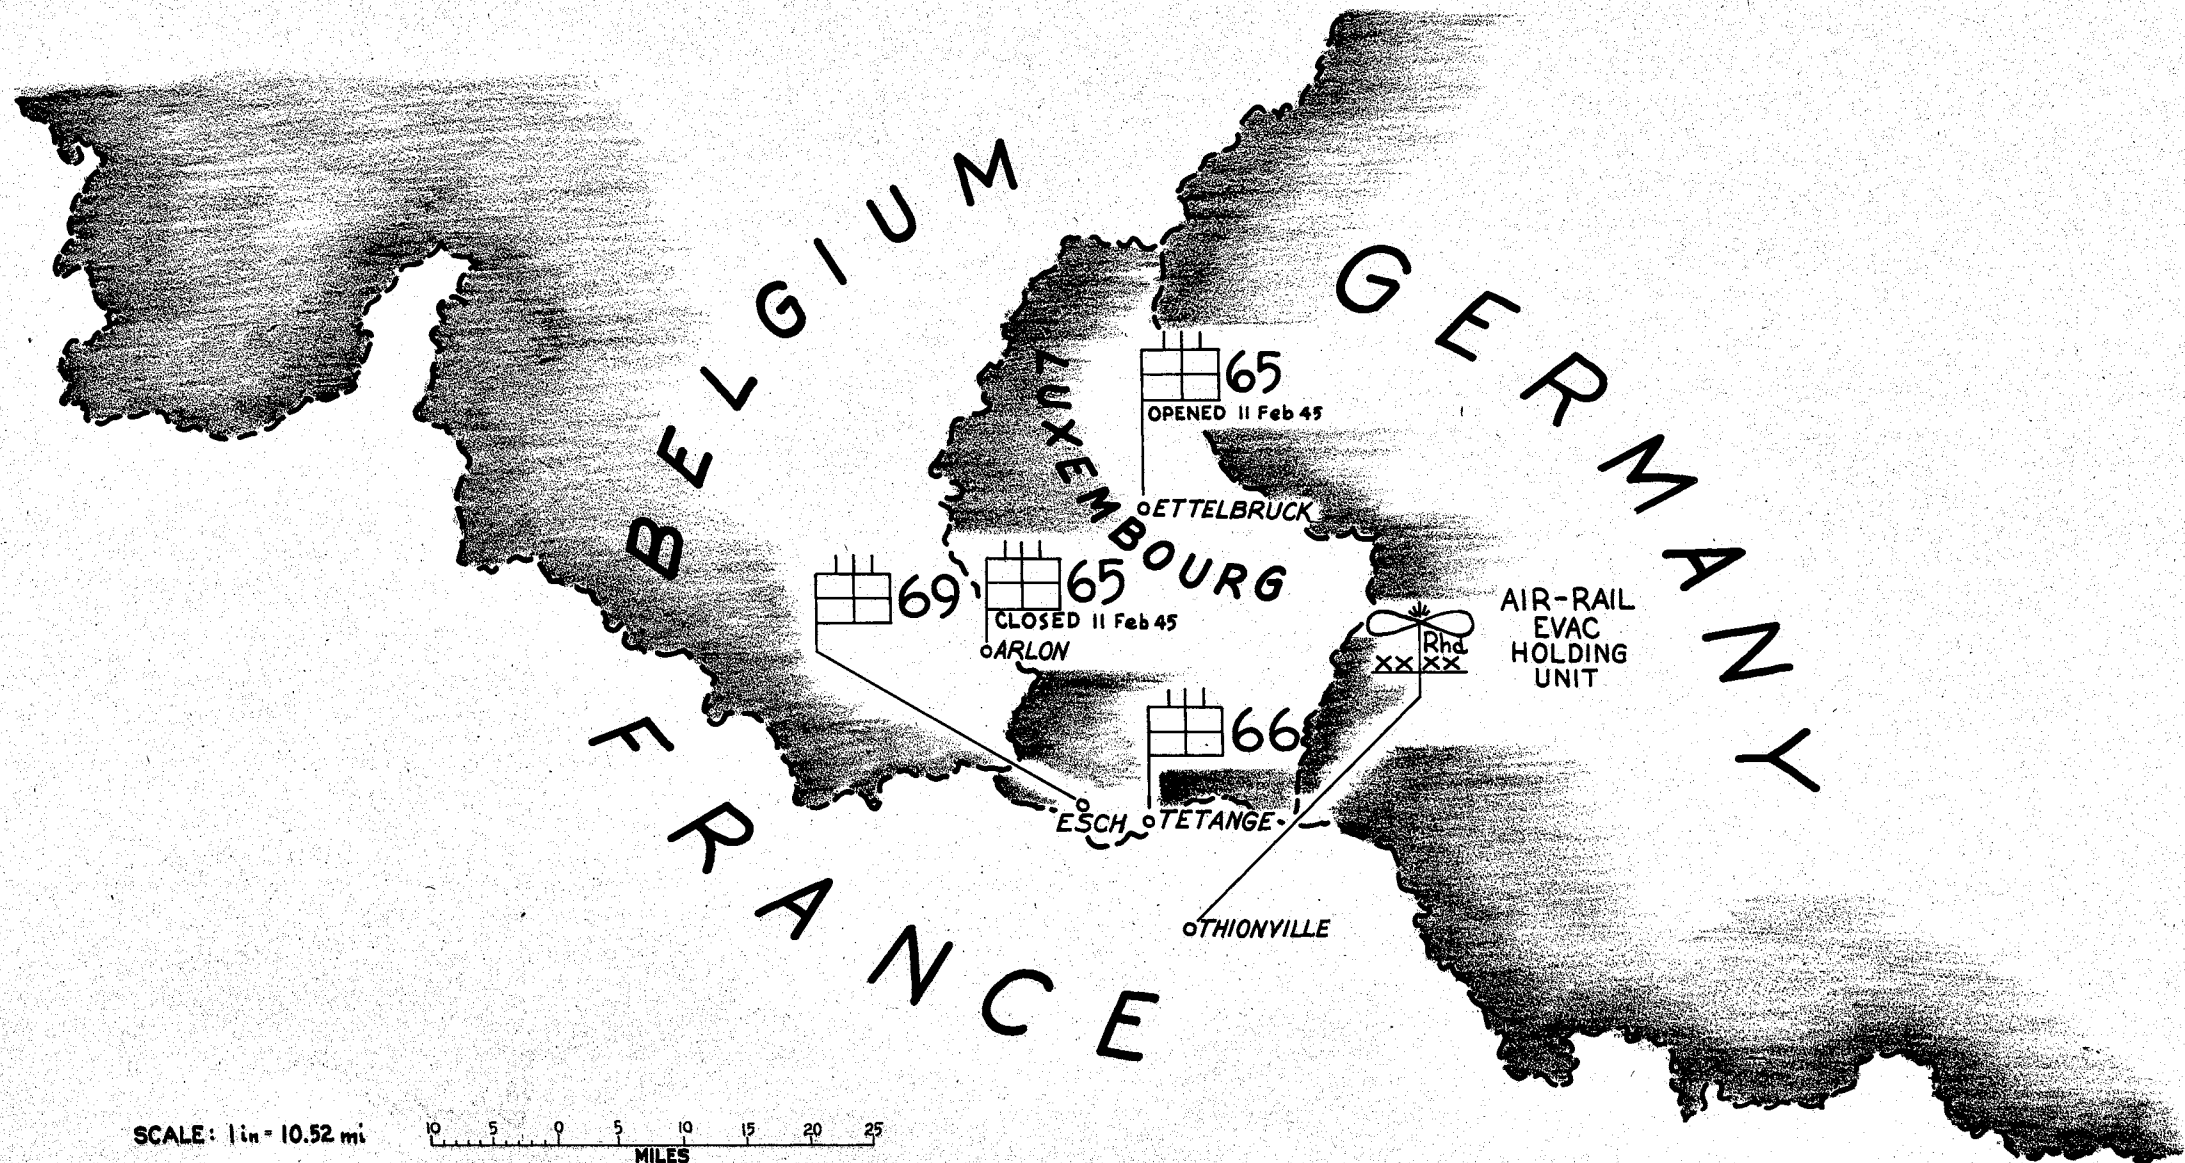 BELGIUM
GERMANY
LUXEMBOURG
FRANCE
65
OPENED 11 Feb 45
ETTELBRUCK
69
65
CLOSED 11 Feb 45
ARLON
AIR-RAIL
EVAC
HOLDING
UNIT
Rhd
XX XX
66
ESCH
TETANGE
THIONVILLE
SCALE: 1 in = 10.52 mi
10 5 0 5 10 15 20 25
MILES